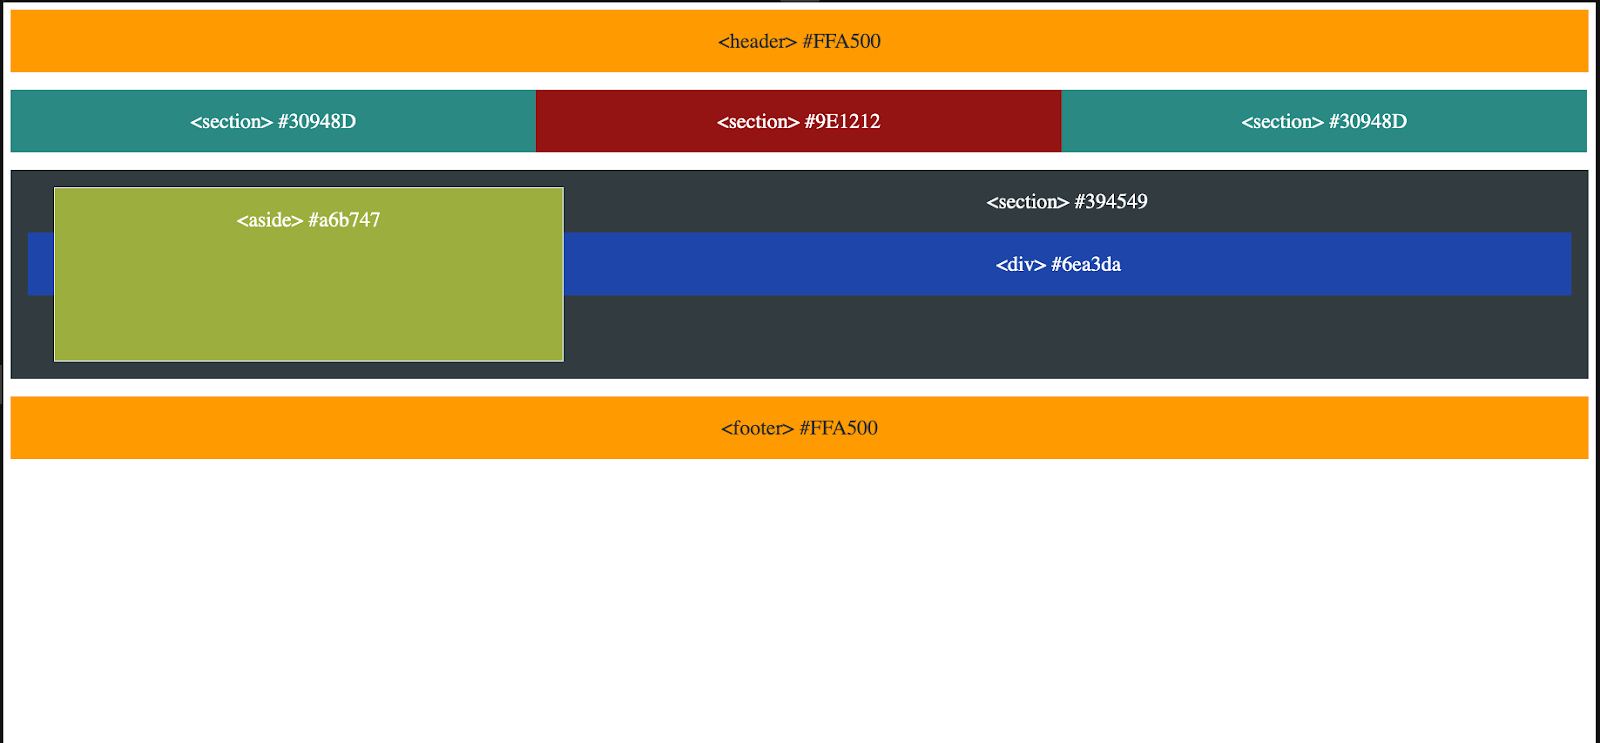 <header> #FFA500
<section> #30948D
<section> #9E1212
<section> #30948D
<section> #394549
<aside> #a6b747
<div> #6ea3da
<footer> #FFA500